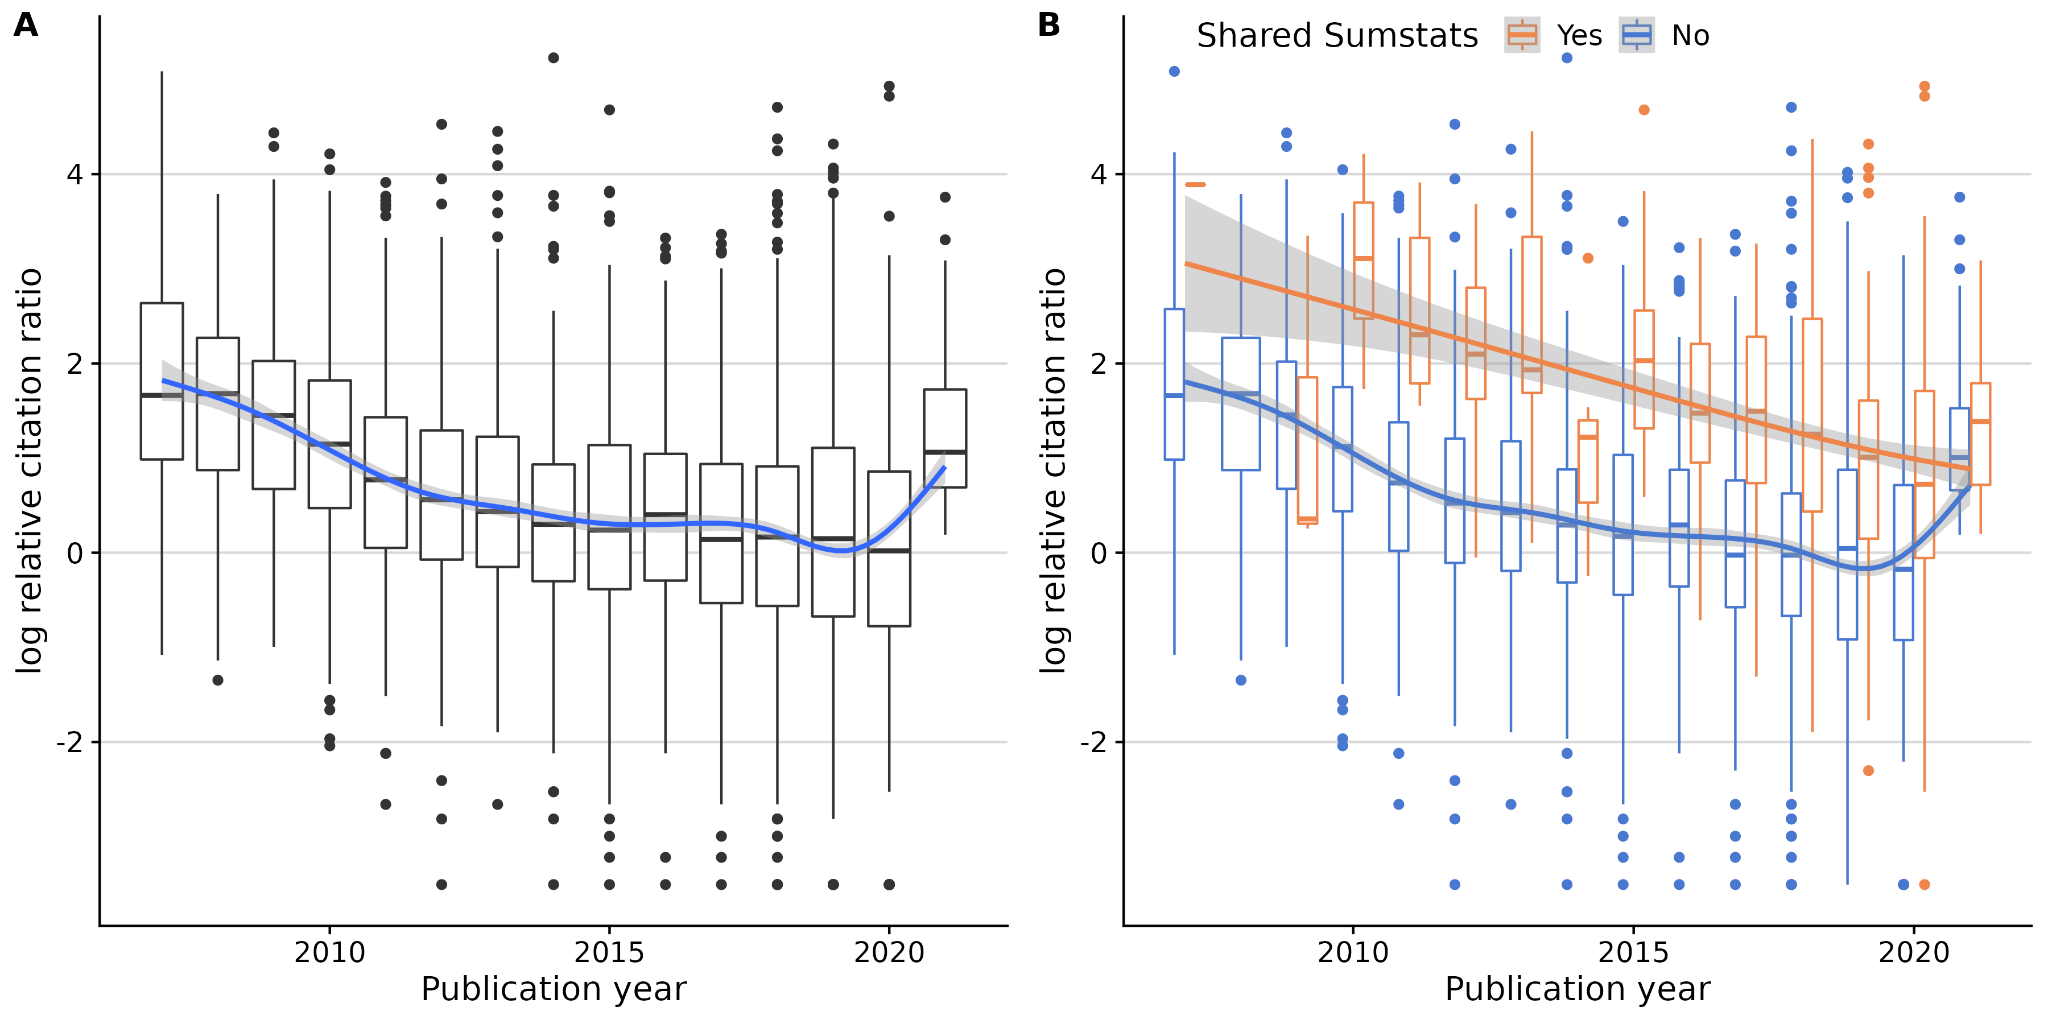 A
log relative citation ratio
4
2
0
-2
2010 2015 2020
Publication year
B
Shared Sumstats Yes No
log relative citation ratio
4
2
0
-2
2010 2015 2020
Publication year